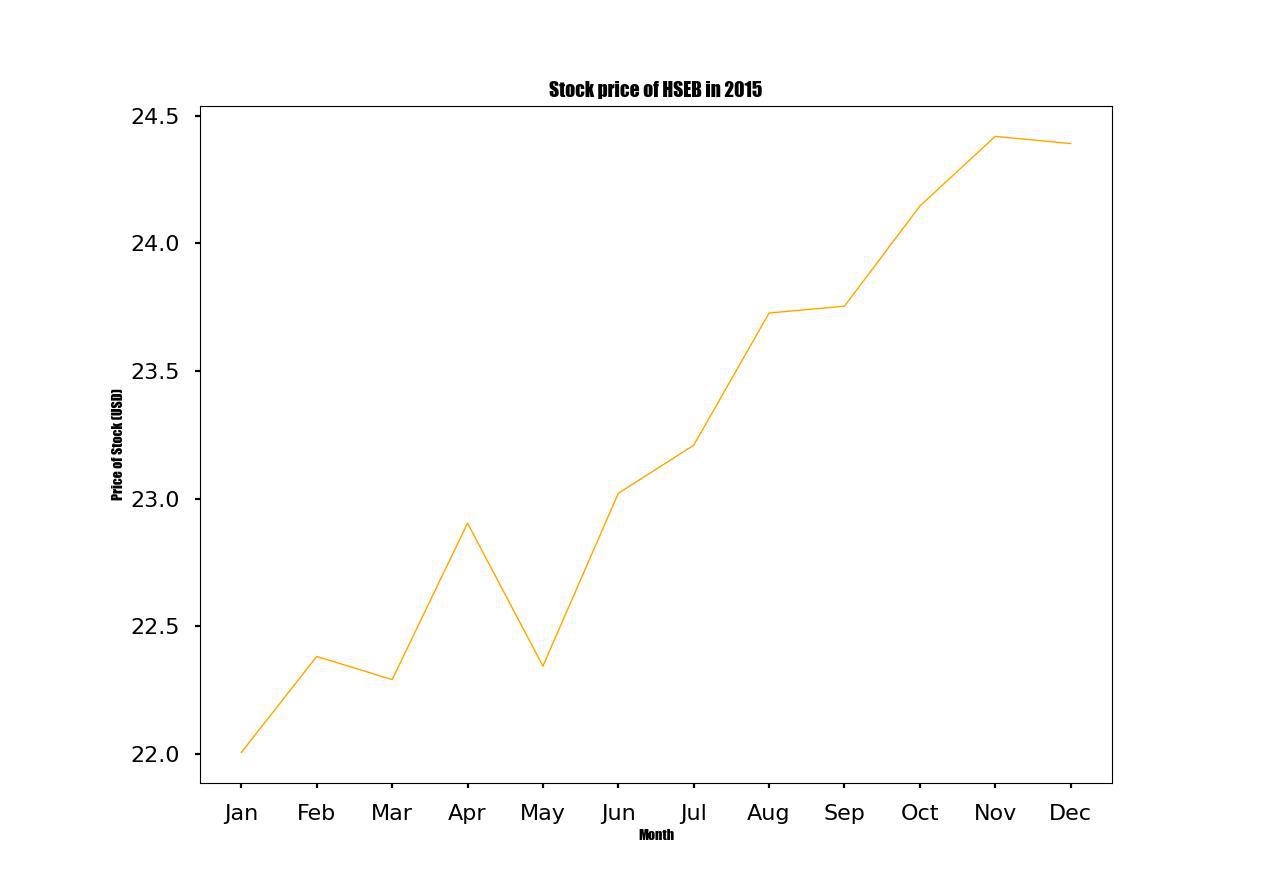 Stock price of HSEB in 2015
24.5
24.0
23.5
23.0
22.5
22.0
Price of Stock (USD)
Jan Feb Mar Apr May Jun Jul Aug Sep Oct Nov Dec
Month